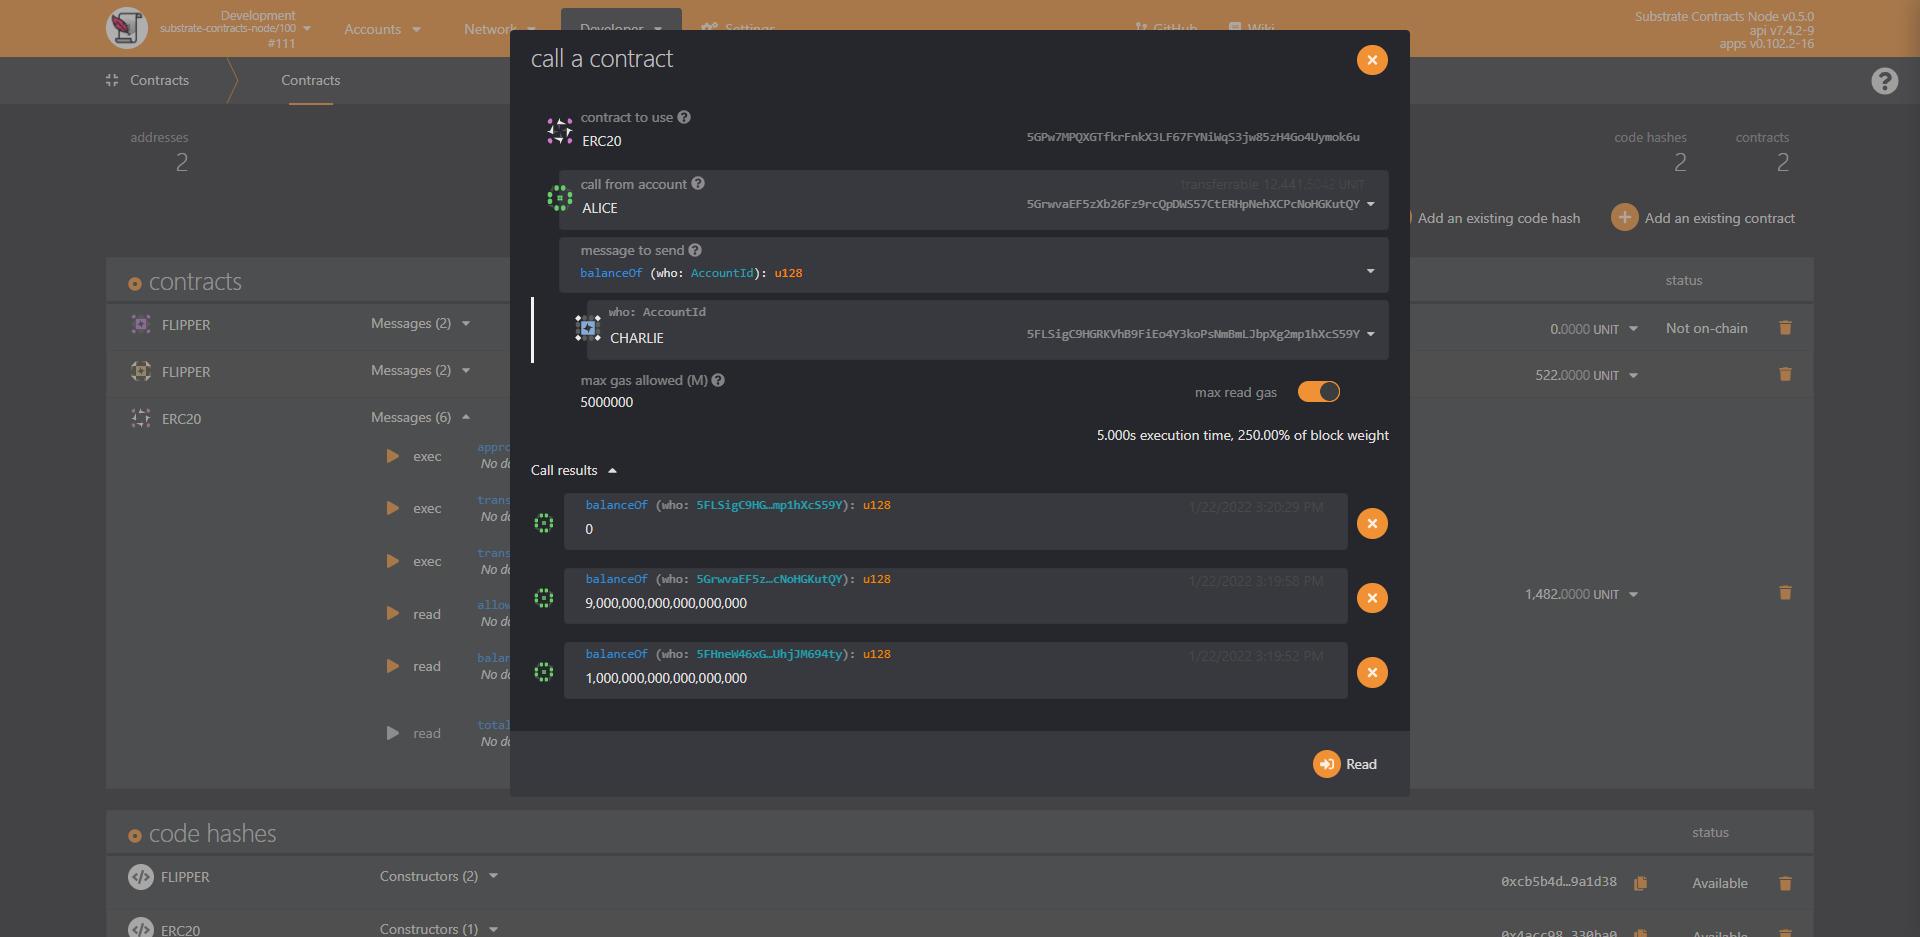 Development
substrate-contracts-node/100
#111
Accounts
Network
Developer
Settings
GitHub
Wiki
Substrate Contracts Node v0.5.0
api v7.4.2-9
apps v0.102.2-16
Contracts
Contracts
addresses
2
code hashes
2
contracts
2
Add an existing code hash
Add an existing contract
contracts
status
FLIPPER
Messages (2)
0.0000 UNIT
Not on-chain
FLIPPER
Messages (2)
522.0000 UNIT
ERC20
Messages (6)
1,482.0000 UNIT
exec
appro
No do
exec
trans
No do
exec
trans
No do
read
allow
No do
read
balan
No do
read
total
No do
call a contract
contract to use
ERC20
5GPw7MPQXGTfkrFnkX3LF67FYNiWqS3jw85zH4Go4Uymok6u
call from account
transferrable 12,441.5042 UNIT
ALICE
5GrwvaEF5zXb26Fz9rcQpDWS57CtERHpNehXCPcNoHGKutQY
message to send
balanceOf (who: AccountId): u128
who: AccountId
CHARLIE
5FLSigC9HGRKVhB9FiEo4Y3koPsNmBmLJbpXg2mp1hXcS59Y
max gas allowed (M)
5000000
max read gas
5.000s execution time, 250.00% of block weight
Call results
balanceOf (who: 5FLSigC9HG…mp1hXcS59Y): u128
1/22/2022 3:20:29 PM
0
balanceOf (who: 5GrwvaEF5z…cNoHGKutQY): u128
1/22/2022 3:19:58 PM
9,000,000,000,000,000,000
balanceOf (who: 5FHneW46xG…UhjJM694ty): u128
1/22/2022 3:19:52 PM
1,000,000,000,000,000,000
Read
code hashes
status
FLIPPER
Constructors (2)
0xcb5b4d…9a1d38
Available
ERC20
Constructors (1)
0x4acc98…330ba0
Available